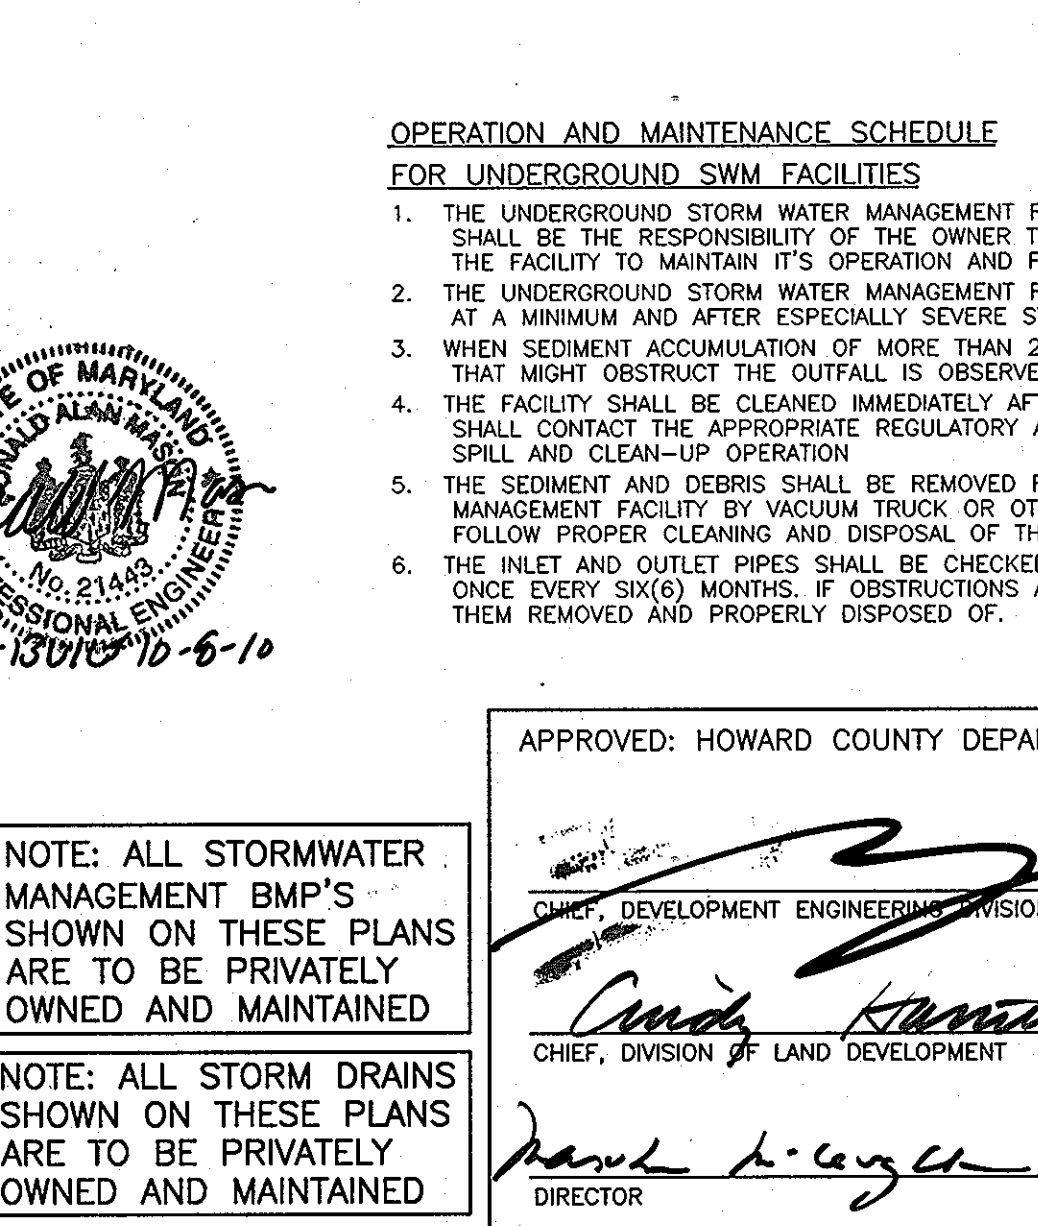 OPERATION AND MAINTENANCE SCHEDULE
FOR UNDERGROUND SWM FACILITIES
1. THE UNDERGROUND STORM WATER MANAGEMENT F
SHALL BE THE RESPONSIBILITY OF THE OWNER T
THE FACILITY TO MAINTAIN IT'S OPERATION AND F
2. THE UNDERGROUND STORM WATER MANAGEMENT F
AT A MINIMUM AND AFTER ESPECIALLY SEVERE S
3. WHEN SEDIMENT ACCUMULATION OF MORE THAN 2
THAT MIGHT OBSTRUCT THE OUTFALL IS OBSERVE
4. THE FACILITY SHALL BE CLEANED IMMEDIATELY AF
SHALL CONTACT THE APPROPRIATE REGULATORY A
SPILL AND CLEAN-UP OPERATION
5. THE SEDIMENT AND DEBRIS SHALL BE REMOVED F
MANAGEMENT FACILITY BY VACUUM TRUCK OR OT
FOLLOW PROPER CLEANING AND DISPOSAL OF TH
6. THE INLET AND OUTLET PIPES SHALL BE CHECKE
ONCE EVERY SIX(6) MONTHS. IF OBSTRUCTIONS A
THEM REMOVED AND PROPERLY DISPOSED OF.
E OF MARYLAND
ONALD ALAN MASON
No. 21443
FESSIONAL ENGINEER
10-6-10
APPROVED: HOWARD COUNTY DEPA
CHIEF, DEVELOPMENT ENGINEERING DIVISIO
Cindy
CHIEF, DIVISION OF LAND DEVELOPMENT
DIRECTOR
NOTE: ALL STORMWATER
MANAGEMENT BMP'S
SHOWN ON THESE PLANS
ARE TO BE PRIVATELY
OWNED AND MAINTAINED
NOTE: ALL STORM DRAINS
SHOWN ON THESE PLANS
ARE TO BE PRIVATELY
OWNED AND MAINTAINED